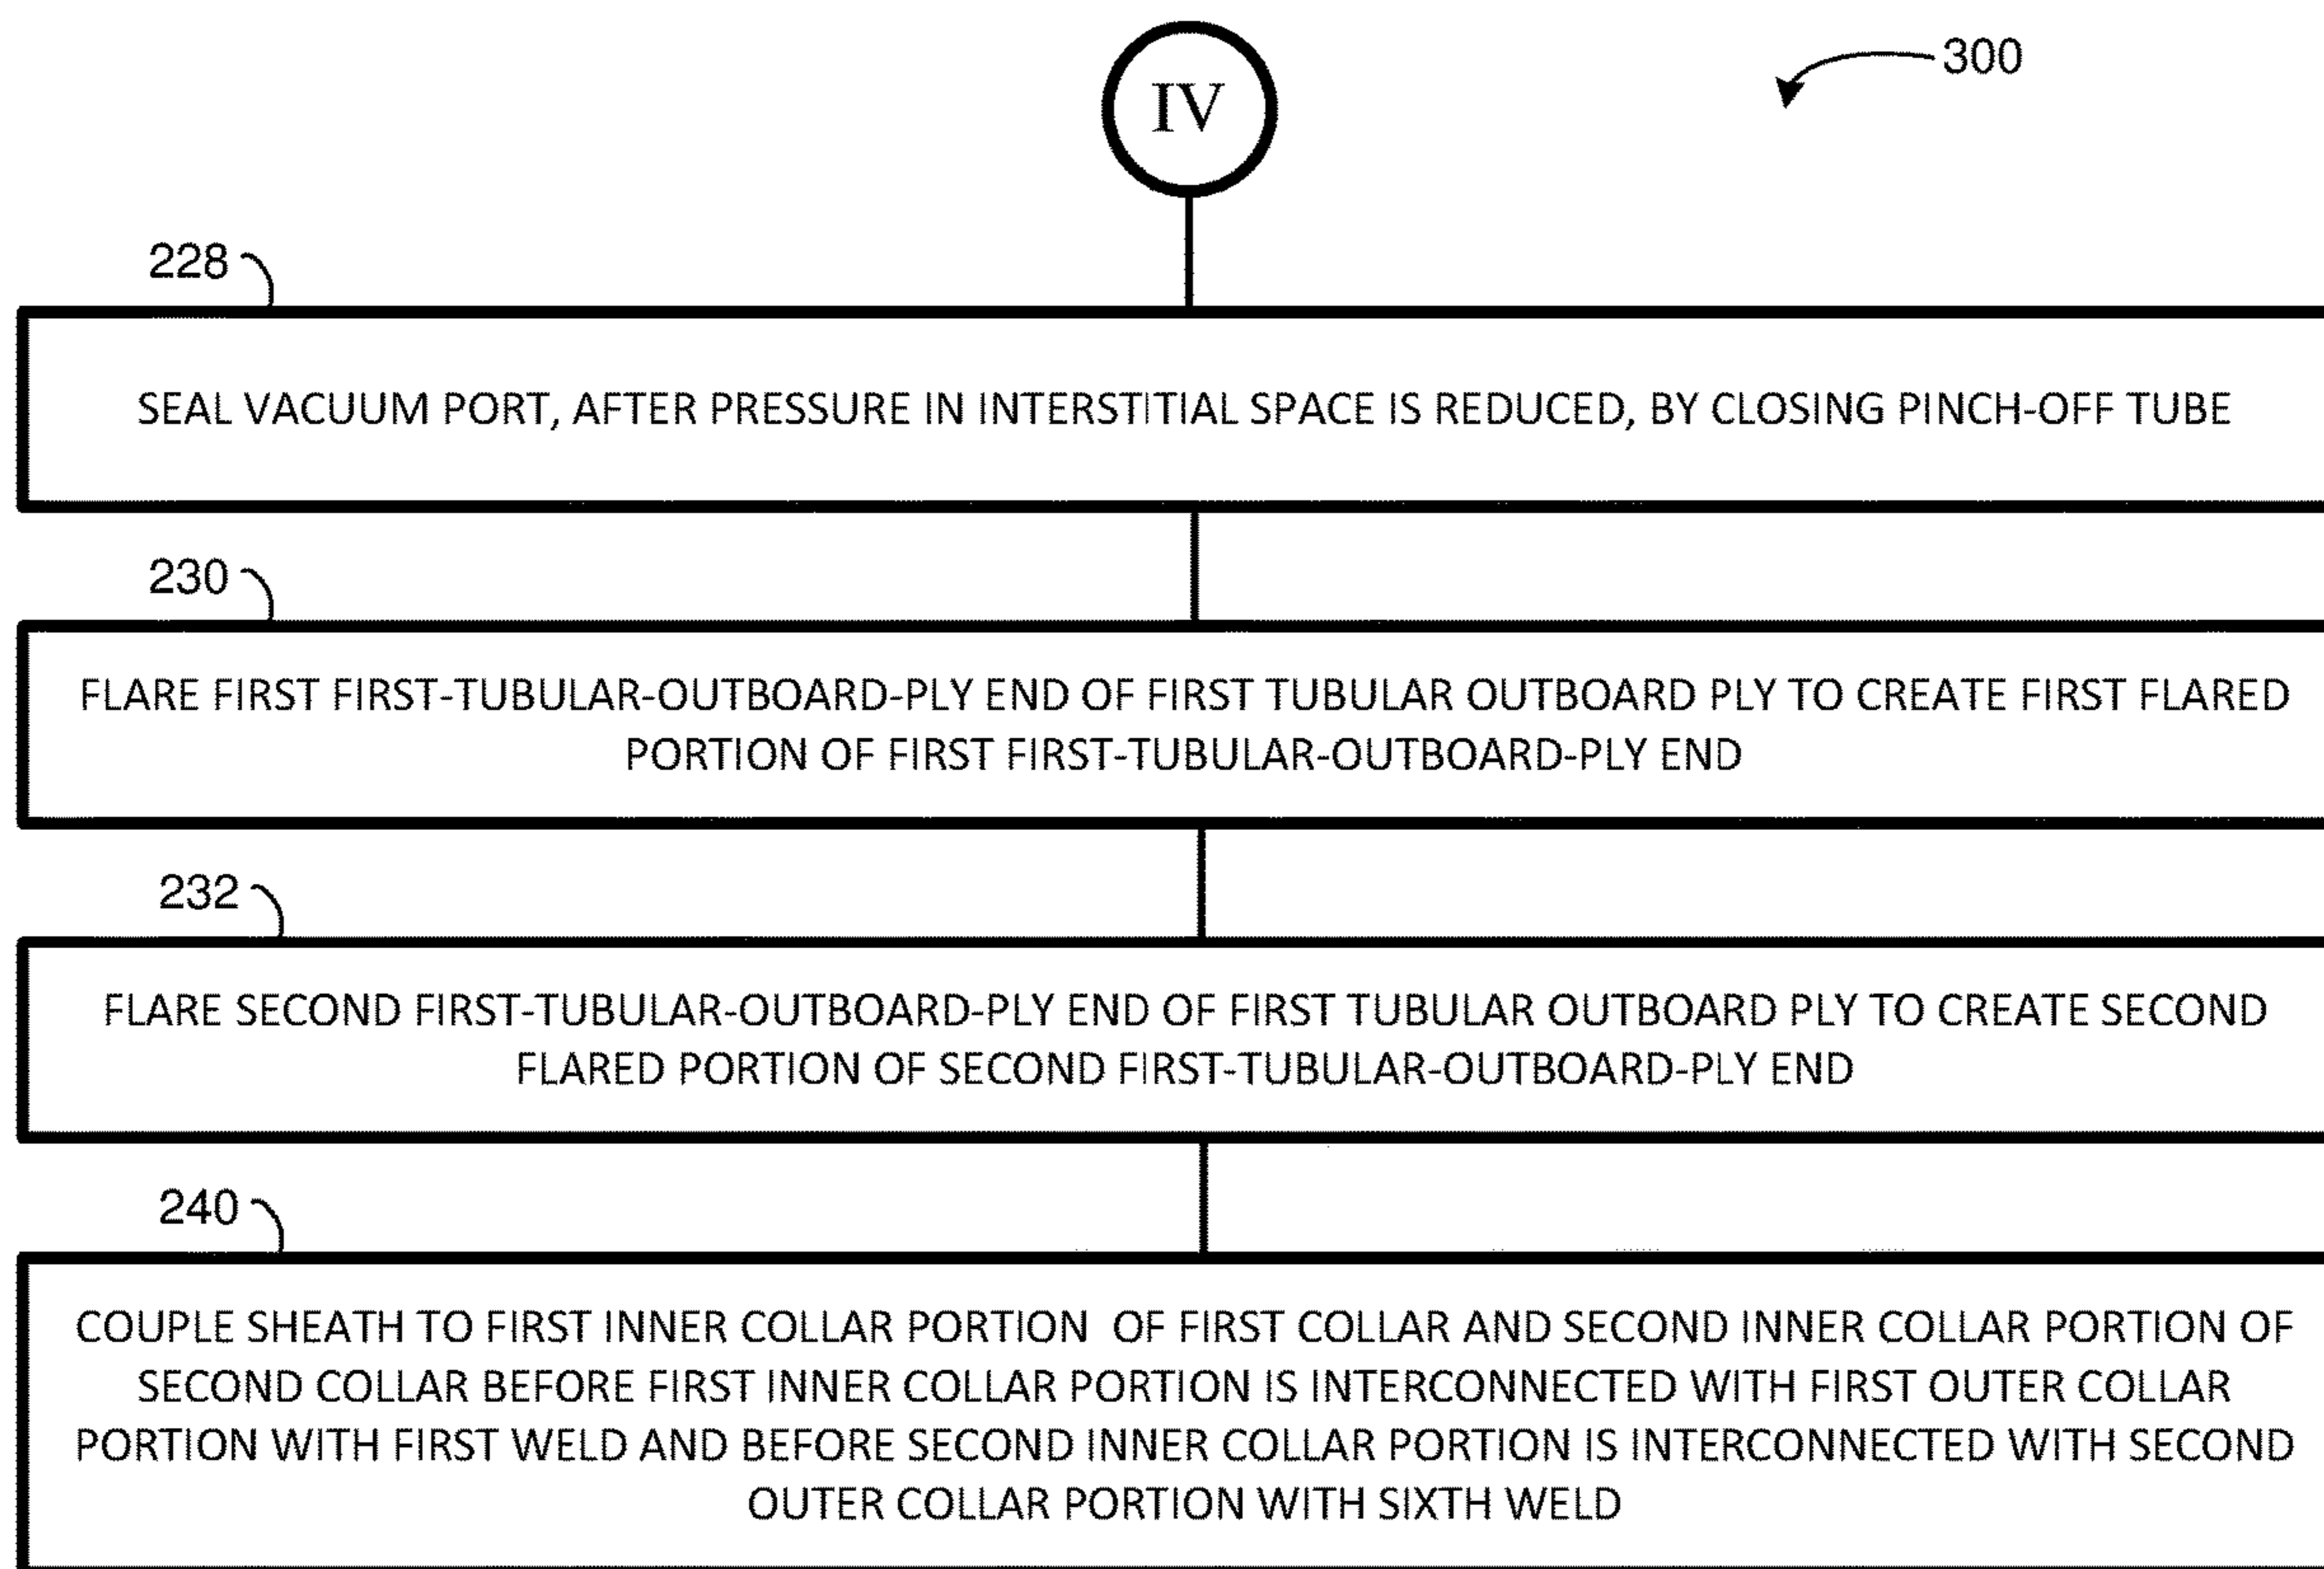 IV
300
228
SEAL VACUUM PORT, AFTER PRESSURE IN INTERSTITIAL SPACE IS REDUCED, BY CLOSING PINCH-OFF TUBE
230
FLARE FIRST FIRST-TUBULAR-OUTBOARD-PLY END OF FIRST TUBULAR OUTBOARD PLY TO CREATE FIRST FLARED
PORTION OF FIRST FIRST-TUBULAR-OUTBOARD-PLY END
232
FLARE SECOND FIRST-TUBULAR-OUTBOARD-PLY END OF FIRST TUBULAR OUTBOARD PLY TO CREATE SECOND
FLARED PORTION OF SECOND FIRST-TUBULAR-OUTBOARD-PLY END
240
COUPLE SHEATH TO FIRST INNER COLLAR PORTION OF FIRST COLLAR AND SECOND INNER COLLAR PORTION OF
SECOND COLLAR BEFORE FIRST INNER COLLAR PORTION IS INTERCONNECTED WITH FIRST OUTER COLLAR
PORTION WITH FIRST WELD AND BEFORE SECOND INNER COLLAR PORTION IS INTERCONNECTED WITH SECOND
OUTER COLLAR PORTION WITH SIXTH WELD